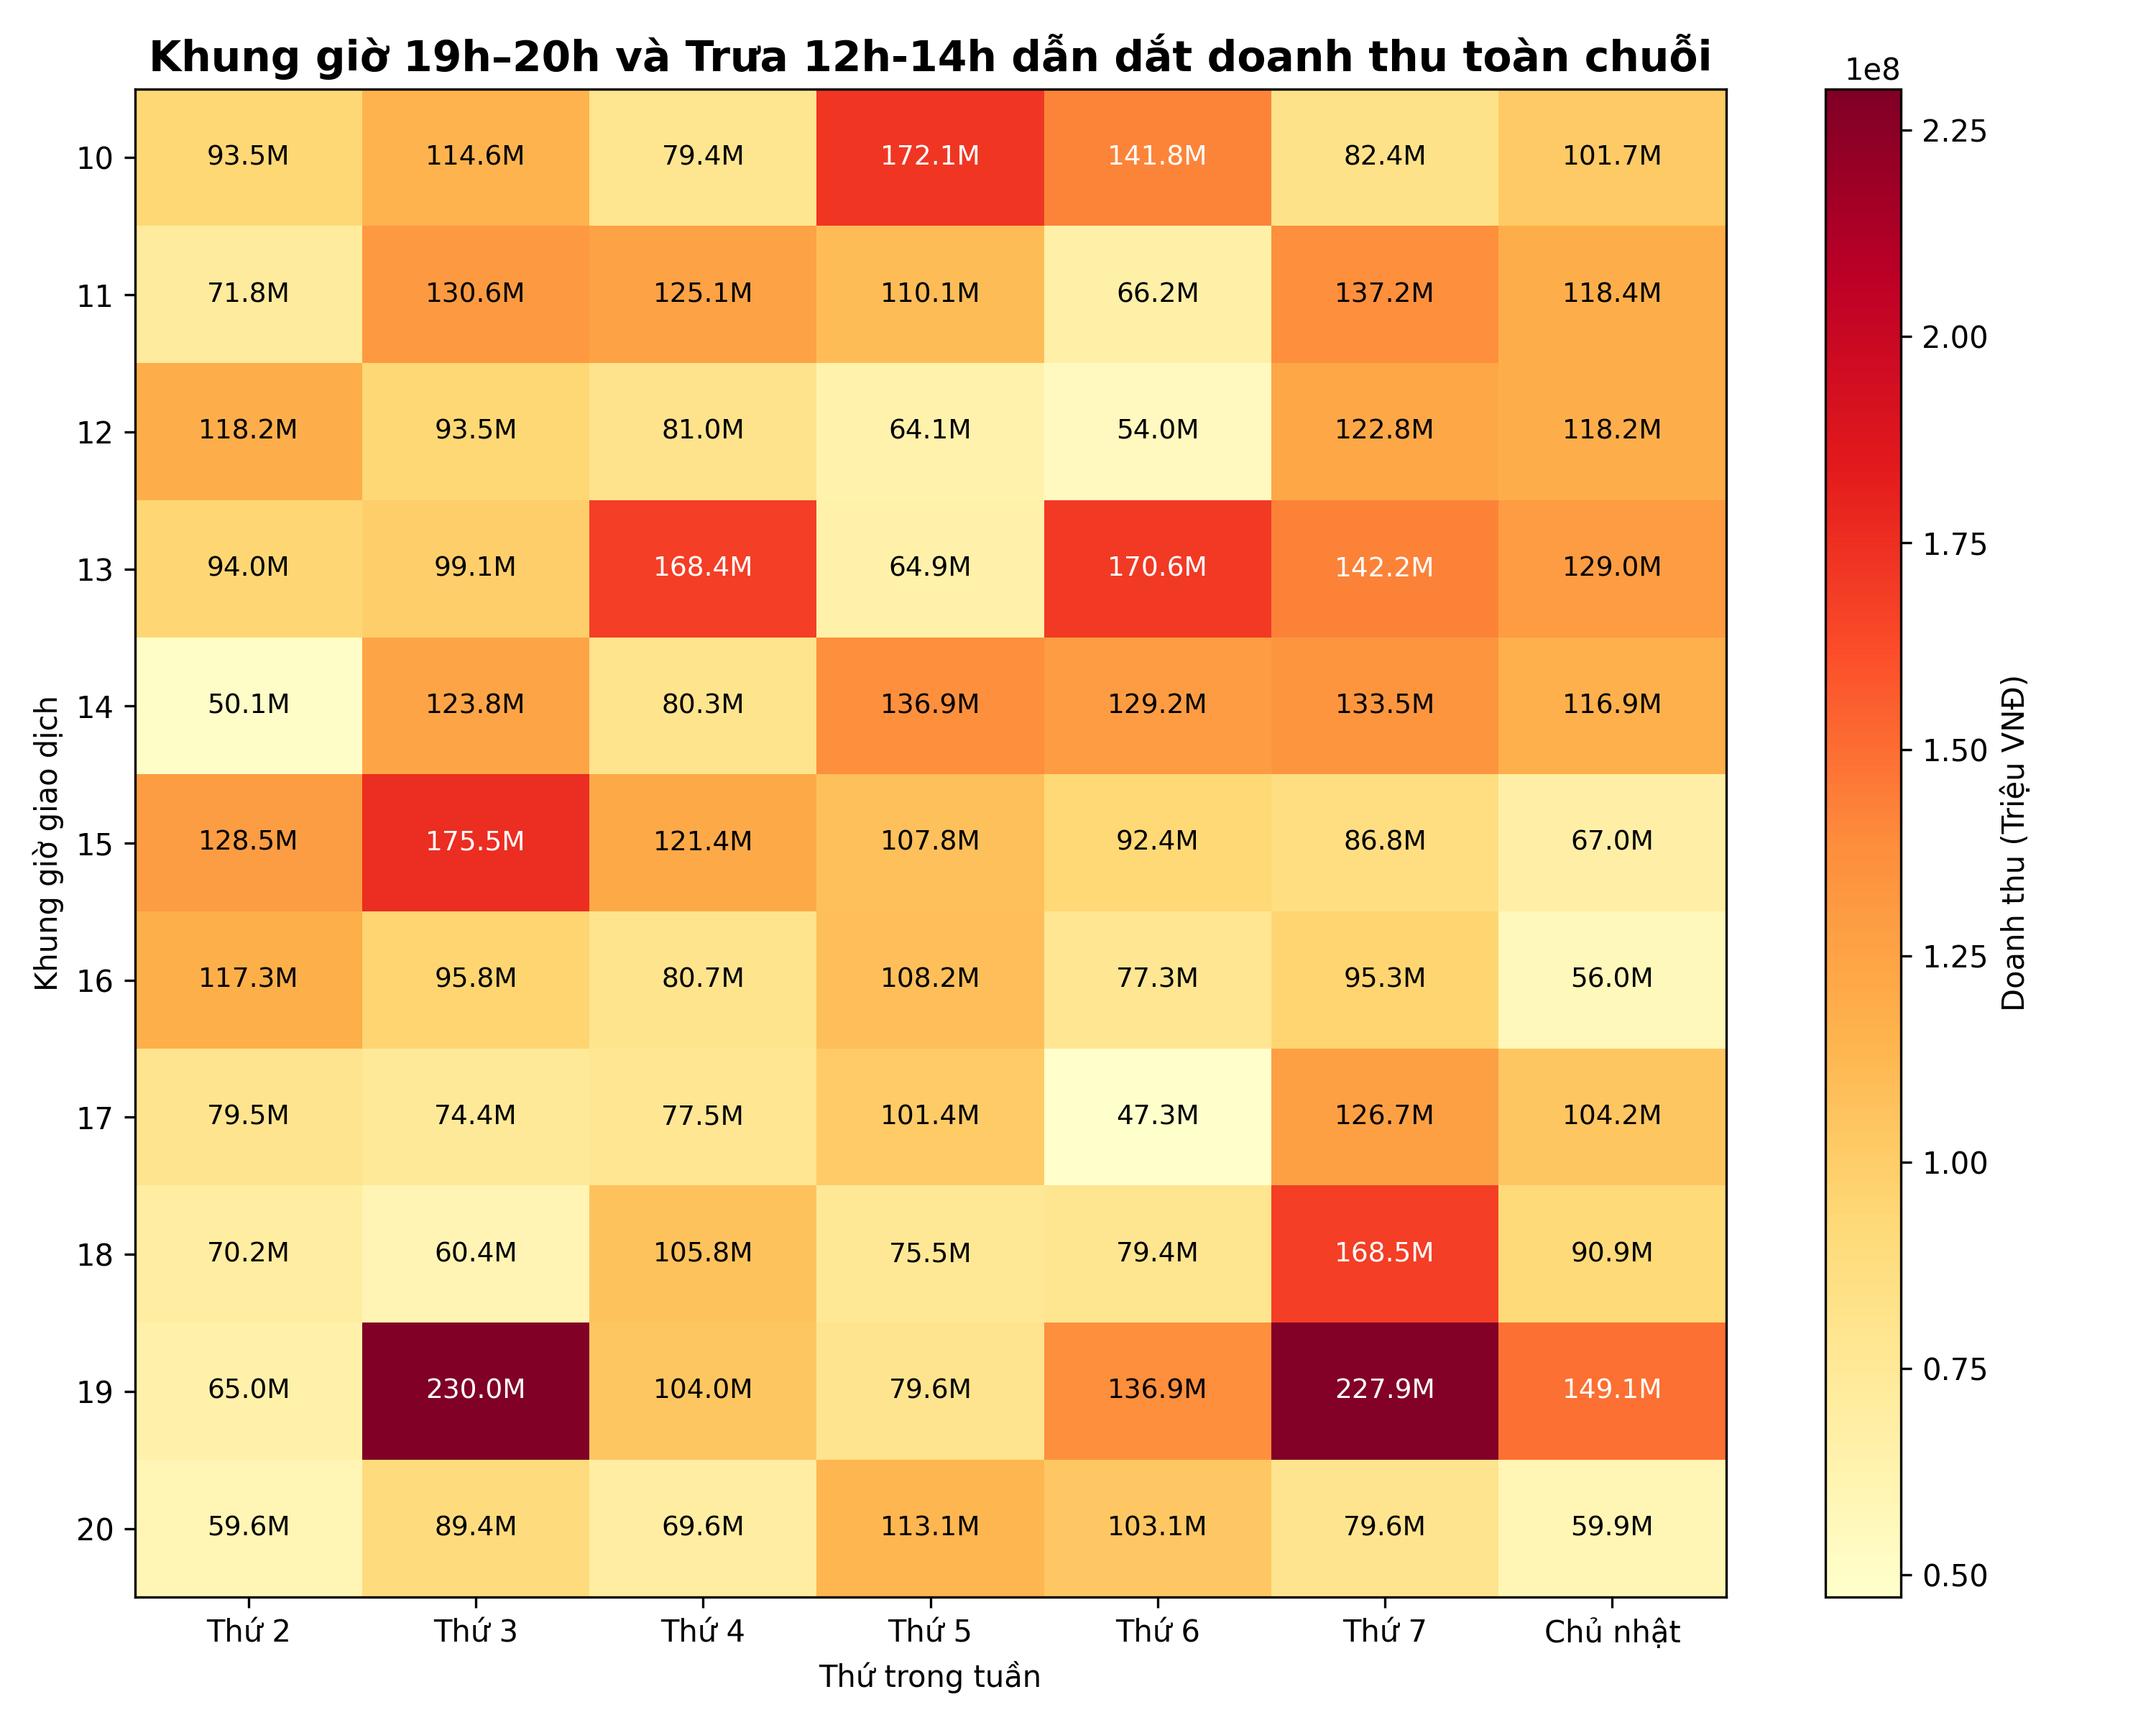 Khung giờ 19h–20h và Trưa 12h-14h dẫn dắt doanh thu toàn chuỗi
1e8
10 93.5M 114.6M 79.4M 172.1M 141.8M 82.4M 101.7M
11 71.8M 130.6M 125.1M 110.1M 66.2M 137.2M 118.4M
12 118.2M 93.5M 81.0M 64.1M 54.0M 122.8M 118.2M
13 94.0M 99.1M 168.4M 64.9M 170.6M 142.2M 129.0M
14 50.1M 123.8M 80.3M 136.9M 129.2M 133.5M 116.9M
15 128.5M 175.5M 121.4M 107.8M 92.4M 86.8M 67.0M
16 117.3M 95.8M 80.7M 108.2M 77.3M 95.3M 56.0M
17 79.5M 74.4M 77.5M 101.4M 47.3M 126.7M 104.2M
18 70.2M 60.4M 105.8M 75.5M 79.4M 168.5M 90.9M
19 65.0M 230.0M 104.0M 79.6M 136.9M 227.9M 149.1M
20 59.6M 89.4M 69.6M 113.1M 103.1M 79.6M 59.9M
Thứ 2 Thứ 3 Thứ 4 Thứ 5 Thứ 6 Thứ 7 Chủ nhật
Thứ trong tuần
Khung giờ giao dịch
2.25
2.00
1.75
1.50
1.25
1.00
0.75
0.50
Doanh thu (Triệu VNĐ)